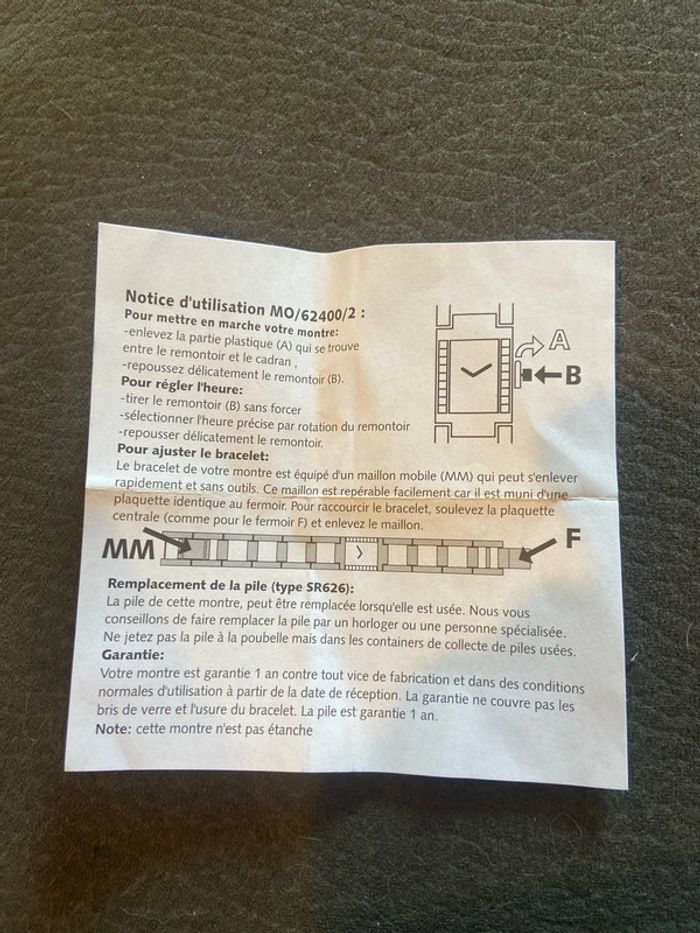 Notice d'utilisation MO/62400/2 :
Pour mettre en marche votre montre:
-enlevez la partie plastique (A) qui se trouve
entre le remontoir et le cadran ,
-repoussez délicatement le remontoir (B).
Pour régler l'heure:
-tirer le remontoir (B) sans forcer
-sélectionner l'heure précise par rotation du remontoir
-repousser délicatement le remontoir.
A
B
Pour ajuster le bracelet:
Le bracelet de votre montre est équipé d'un maillon mobile (MM) qui peut s'enlever
rapidement et sans outils. Ce maillon est repérable facilement car il est muni d'une
plaquette identique au fermoir. Pour raccourcir le bracelet, soulevez la plaquette
centrale (comme pour le fermoir F) et enlevez le maillon.
MM
F
Remplacement de la pile (type SR626):
La pile de cette montre, peut être remplacée lorsqu'elle est usée. Nous vous
conseillons de faire remplacer la pile par un horloger ou une personne spécialisée.
Ne jetez pas la pile à la poubelle mais dans les containers de collecte de piles usées.
Garantie:
Votre montre est garantie 1 an contre tout vice de fabrication et dans des conditions
normales d'utilisation à partir de la date de réception. La garantie ne couvre pas les
bris de verre et l'usure du bracelet. La pile est garantie 1 an.
Note: cette montre n'est pas étanche